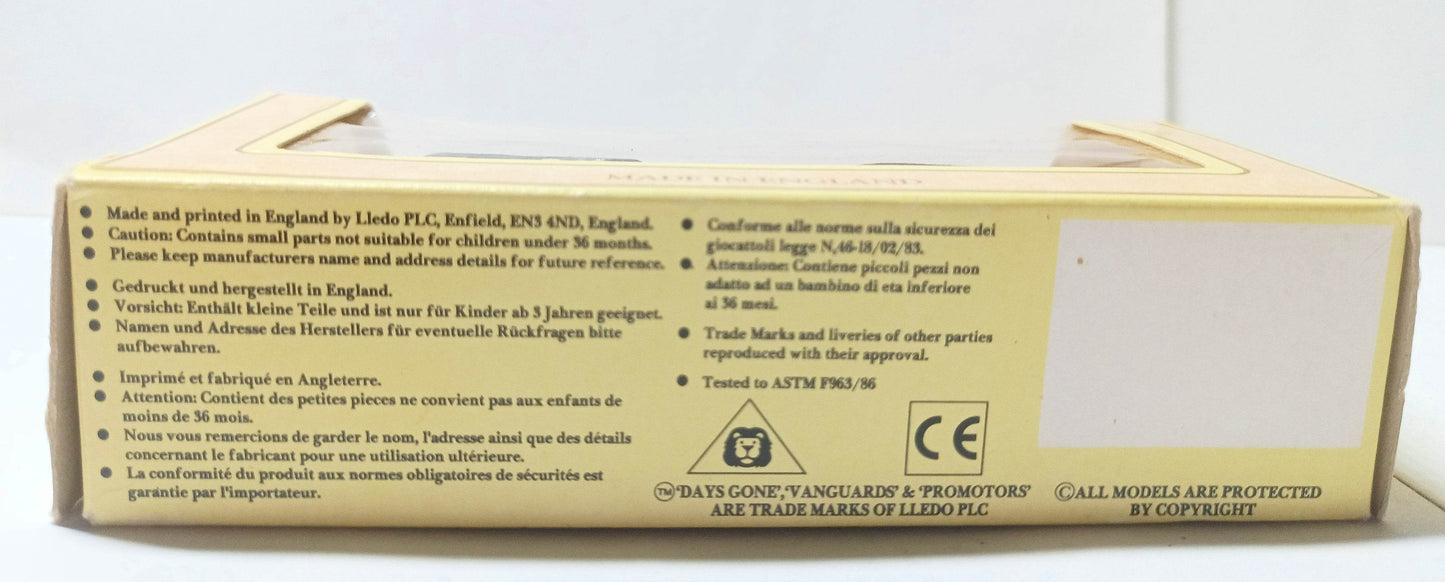 MADE IN ENGLAND
● Made and printed in England by Lledo PLC, Enfield, EN3 4ND, England.
● Caution: Contains small parts not suitable for children under 36 months.
● Please keep manufacturers name and address details for future reference.
● Gedruckt und hergestellt in England.
● Vorsicht: Enthält kleine Teile und ist nur für Kinder ab 3 Jahren geeignet.
● Namen und Adresse des Herstellers für eventuelle Rückfragen bitte
aufbewahren.
● Imprimé et fabriqué en Angleterre.
● Attention: Contient des petites pieces ne convient pas aux enfants de
moins de 36 mois.
● Nous vous remercions de garder le nom, l'adresse ainsi que des détails
concernant le fabricant pour une utilisation ultérieure.
● La conformité du produit aux normes obligatoires de sécurités est
garantie par l'importateur.
● Conforme alle norme sulla sicurezza dei
giocattoli legge N,46-18/02/83.
● Attenzione: Contiene piccoli pezzi non
adatto ad un bambino di eta inferiore
ai 36 mesi.
● Trade Marks and liveries of other parties
reproduced with their approval.
● Tested to ASTM F963/86
CE
™'DAYS GONE','VANGUARDS' & 'PROMOTORS'
ARE TRADE MARKS OF LLEDO PLC
©ALL MODELS ARE PROTECTED
BY COPYRIGHT